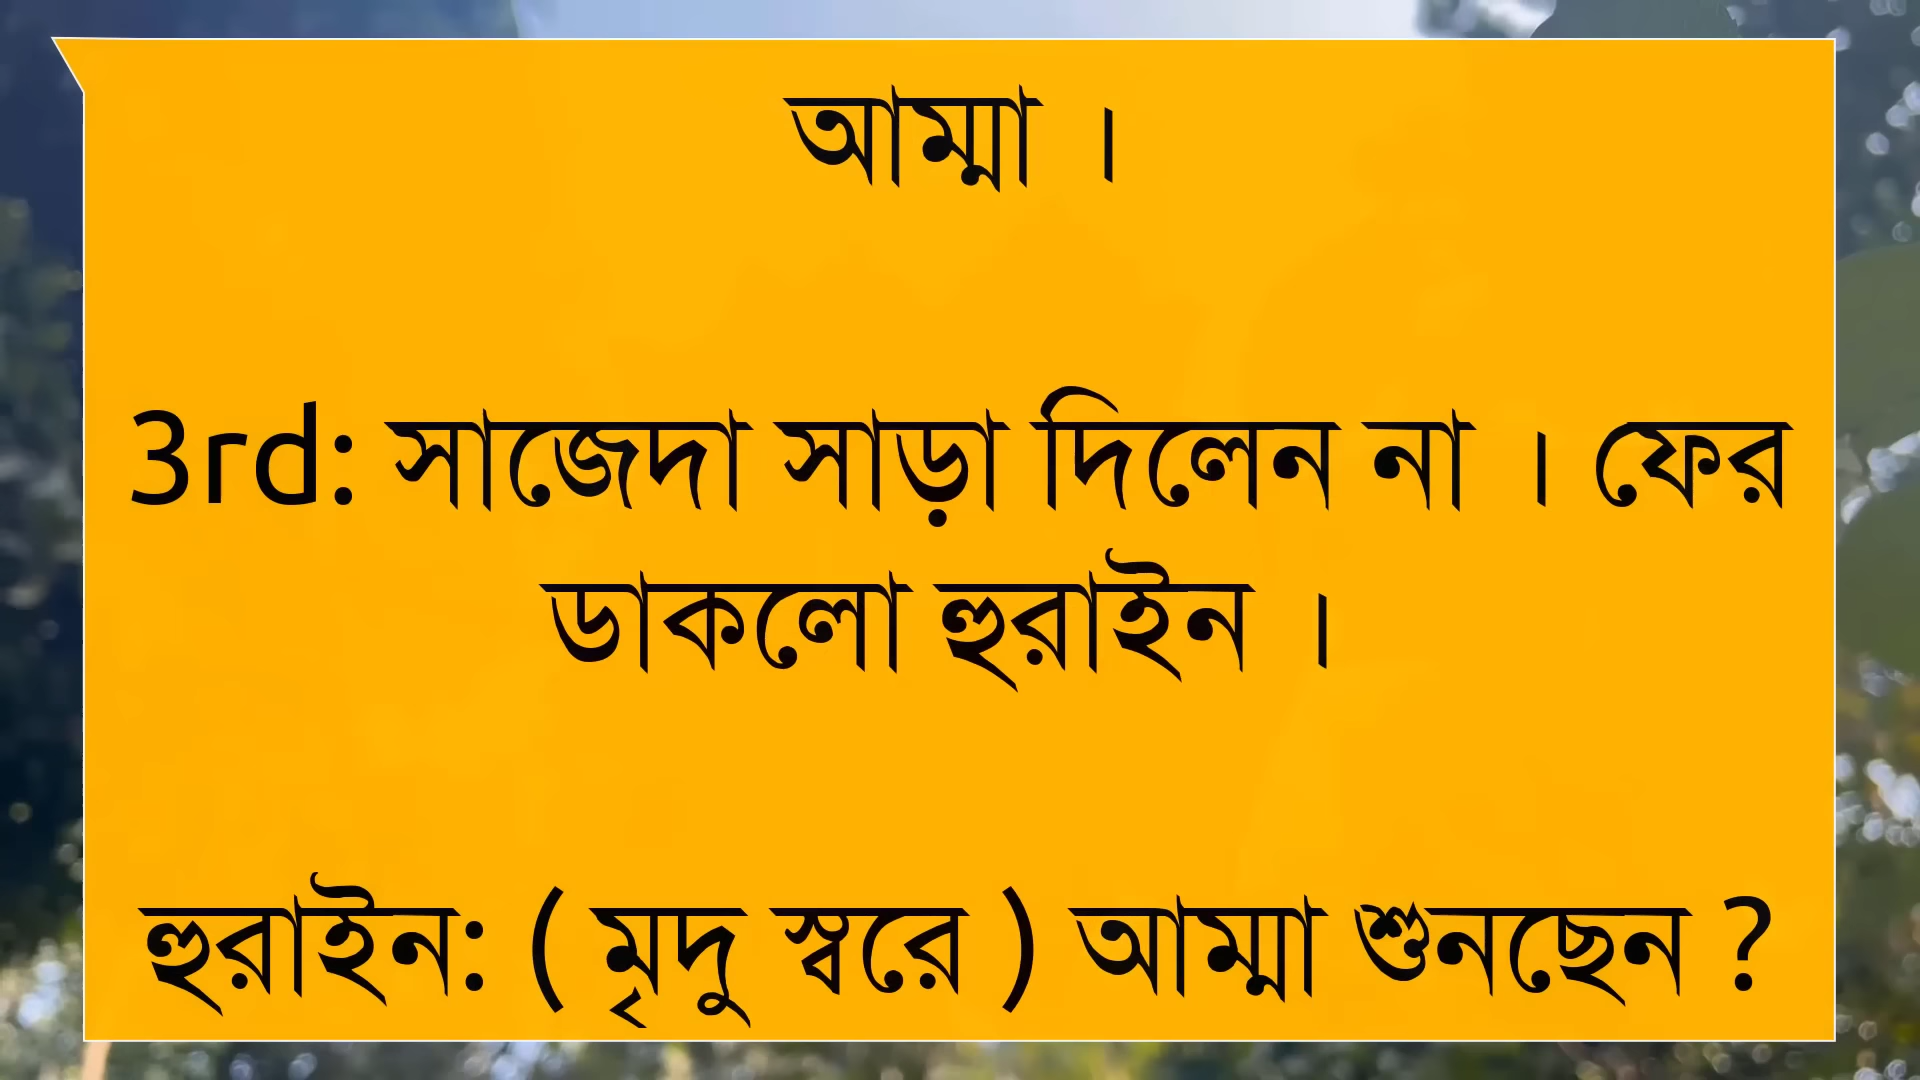 আম্মা ।
3rd: সাজেদা সাড়া দিলেন না । ফের
ডাকলো হুরাইন ।
হুরাইন: ( মৃদু স্বরে ) আম্মা শুনছেন ?